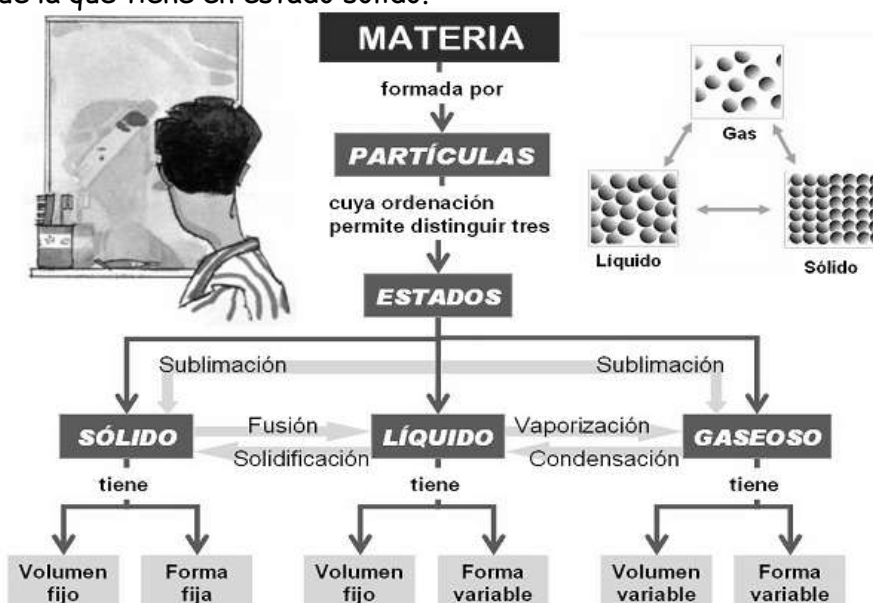 de la que tiene en estado sólido.
MATERIA
formada por
PARTÍCULAS
cuya ordenación
permite distinguir tres
ESTADOS
Gas
Líquido
Sólido
Sublimación
Sublimación
SÓLIDO
Fusión
Solidificación
LÍQUIDO
Vaporización
Condensación
GASEOSO
tiene
tiene
tiene
Volumen
fijo
Forma
fija
Volumen
fijo
Forma
variable
Volumen
variable
Forma
variable